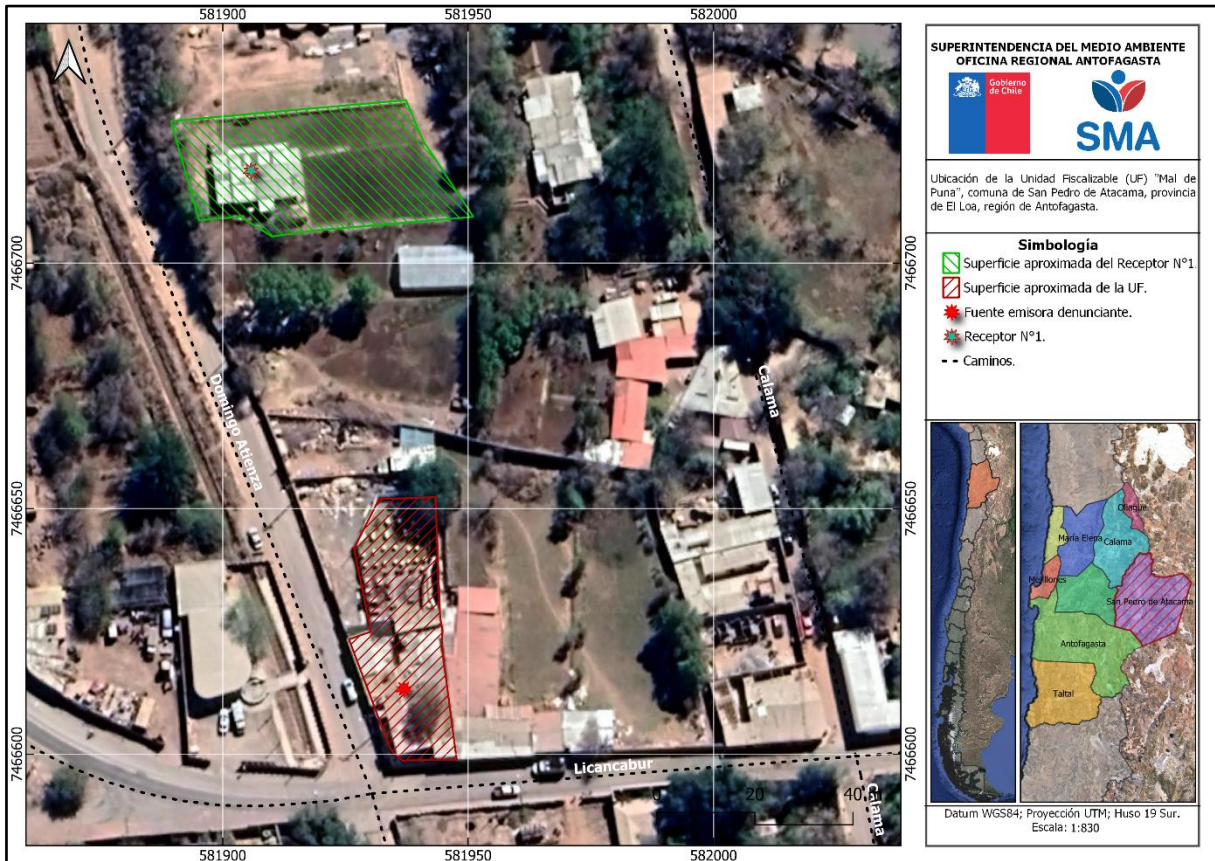 581900
581950
582000
7466700
7466650
7466600
Domingo Atienza
Calama
Licancabur
Calama
0
20
40
581900
581950
582000
7466700
7466650
7466600
SUPERINTENDENCIA DEL MEDIO AMBIENTE
OFICINA REGIONAL ANTOFAGASTA
Gobierno
de Chile
SMA
Ubicación de la Unidad Fiscalizable (UF) "Mal de
Puna", comuna de San Pedro de Atacama, provincia
de El Loa, región de Antofagasta.
Simbología
Superficie aproximada del Receptor N°1.
Superficie aproximada de la UF.
Fuente emisora denunciante.
Receptor N°1.
Caminos.
Ollagüe
María Elena
Calama
Mejillones
San Pedro de Atacama
Antofagasta
Taltal
Datum WGS84; Proyección UTM; Huso 19 Sur.
Escala: 1:830